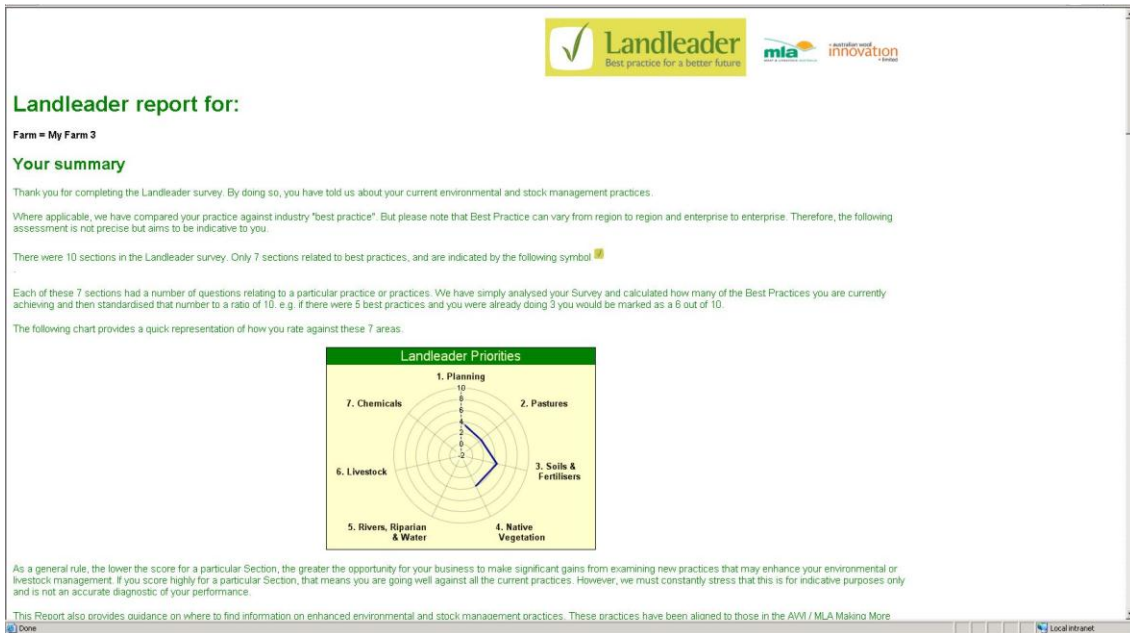 Landleader
Best practice for a better future
mla
australian wool
innovation
limited
Landleader report for:
Farm = My Farm 3
Your summary
Thank you for completing the Landleader survey. By doing so, you have told us about your current environmental and stock management practices.
Where applicable, we have compared your practice against industry "best practice". But please note that Best Practice can vary from region to region and enterprise to enterprise. Therefore, the following
assessment is not precise but aims to be indicative to you.
There were 10 sections in the Landleader survey. Only 7 sections related to best practices, and are indicated by the following symbol
.
Each of these 7 sections had a number of questions relating to a particular practice or practices. We have simply analysed your Survey and calculated how many of the Best Practices you are currently
achieving and then standardised that number to a ratio of 10. e.g. if there were 5 best practices and you were already doing 3 you would be marked as a 6 out of 10.
The following chart provides a quick representation of how you rate against these 7 areas.
Landleader Priorities
1. Planning
10
8
6
4
2
0
-2
7. Chemicals
2. Pastures
6. Livestock
3. Soils &
Fertilisers
5. Rivers, Riparian
& Water
4. Native
Vegetation
As a general rule, the lower the score for a particular Section, the greater the opportunity for your business to make significant gains from examining new practices that may enhance your environmental or
livestock management. If you score highly for a particular Section, that means you are going well against all the current practices. However, we must constantly stress that this is for indicative purposes only
and is not an accurate diagnostic of your performance.
This Report also provides guidance on where to find information on enhanced environmental and stock management practices. These practices have been aligned to those in the AWI / MLA Making More
Done
Local intranet